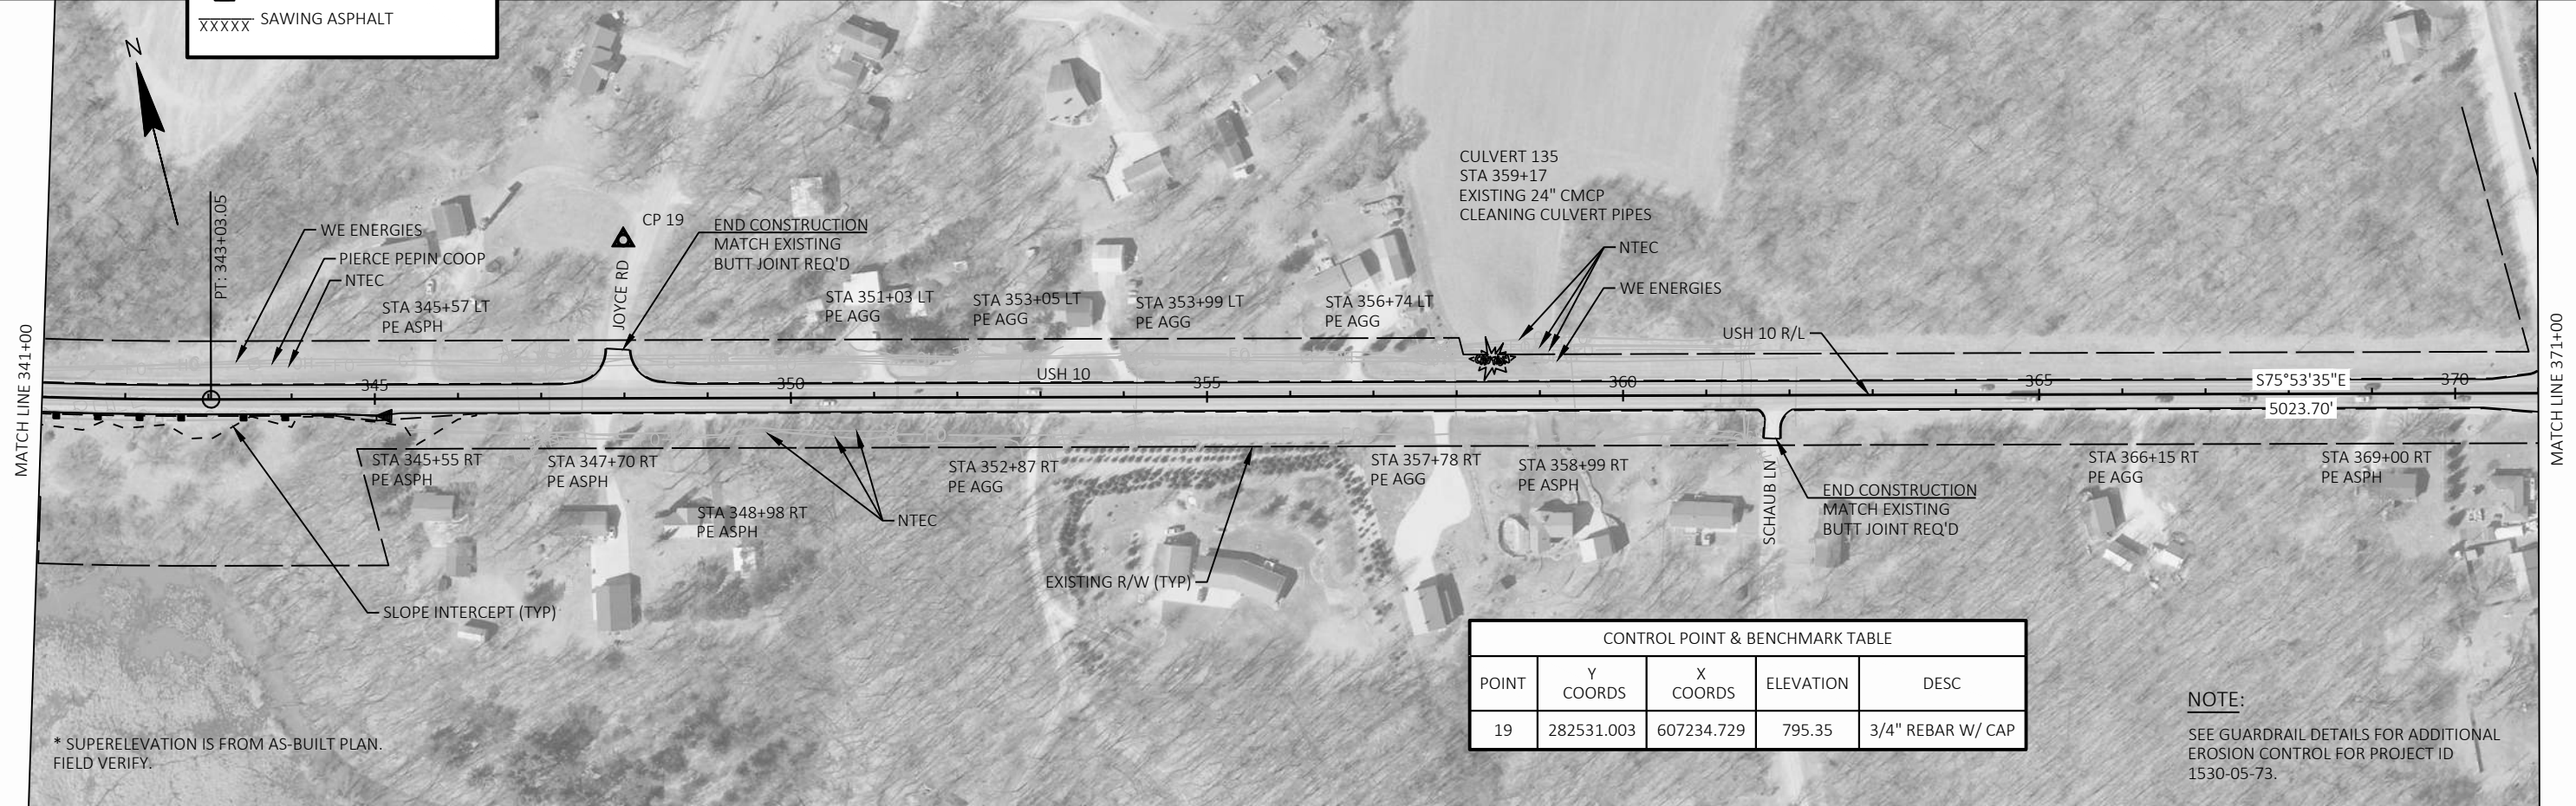 XXXXX SAWING ASPHALT
N
MATCH LINE 341+00
PT.: 343+03.05
WE ENERGIES
PIERCE PEPIN COOP
NTEC
STA 345+57 LT
PE ASPH
JOYCE RD
CP 19
END CONSTRUCTION
MATCH EXISTING
BUTT JOINT REQ'D
STA 351+03 LT
PE AGG
STA 353+05 LT
PE AGG
STA 353+99 LT
PE AGG
STA 356+74 LT
PE AGG
CULVERT 135
STA 359+17
EXISTING 24" CMCP
CLEANING CULVERT PIPES
NTEC
WE ENERGIES
USH 10 R/L
MATCH LINE 371+00
345
350
USH 10
355
360
365
S75°53'35"E
370
5023.70'
STA 345+55 RT
PE ASPH
STA 347+70 RT
PE ASPH
STA 348+98 RT
PE ASPH
NTEC
STA 352+87 RT
PE AGG
STA 357+78 RT
PE AGG
STA 358+99 RT
PE ASPH
SCHAUB LN
END CONSTRUCTION
MATCH EXISTING
BUTT JOINT REQ'D
STA 366+15 RT
PE AGG
STA 369+00 RT
PE ASPH
EXISTING R/W (TYP)
SLOPE INTERCEPT (TYP)
CONTROL POINT & BENCHMARK TABLE
POINT Y COORDS X COORDS ELEVATION DESC
19 282531.003 607234.729 795.35 3/4" REBAR W/ CAP
* SUPERELEVATION IS FROM AS-BUILT PLAN.
FIELD VERIFY.
NOTE:
SEE GUARDRAIL DETAILS FOR ADDITIONAL
EROSION CONTROL FOR PROJECT ID
1530-05-73.